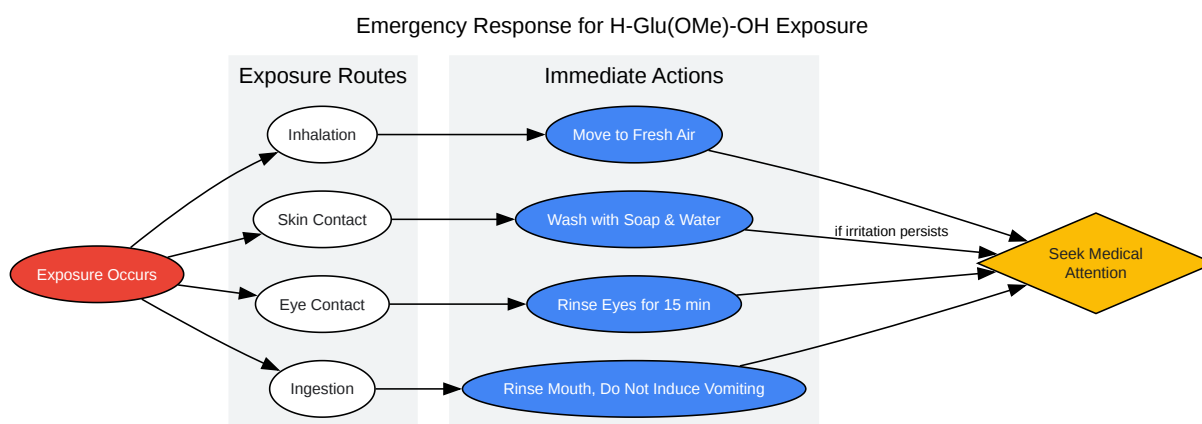 Emergency Response for H-Glu(OMe)-OH Exposure
Exposure Routes
Immediate Actions
Inhalation
Move to Fresh Air
Skin Contact
Wash with Soap & Water
if irritation persists
Exposure Occurs
Seek Medical
Attention
Eye Contact
Rinse Eyes for 15 min
Ingestion
Rinse Mouth, Do Not Induce Vomiting